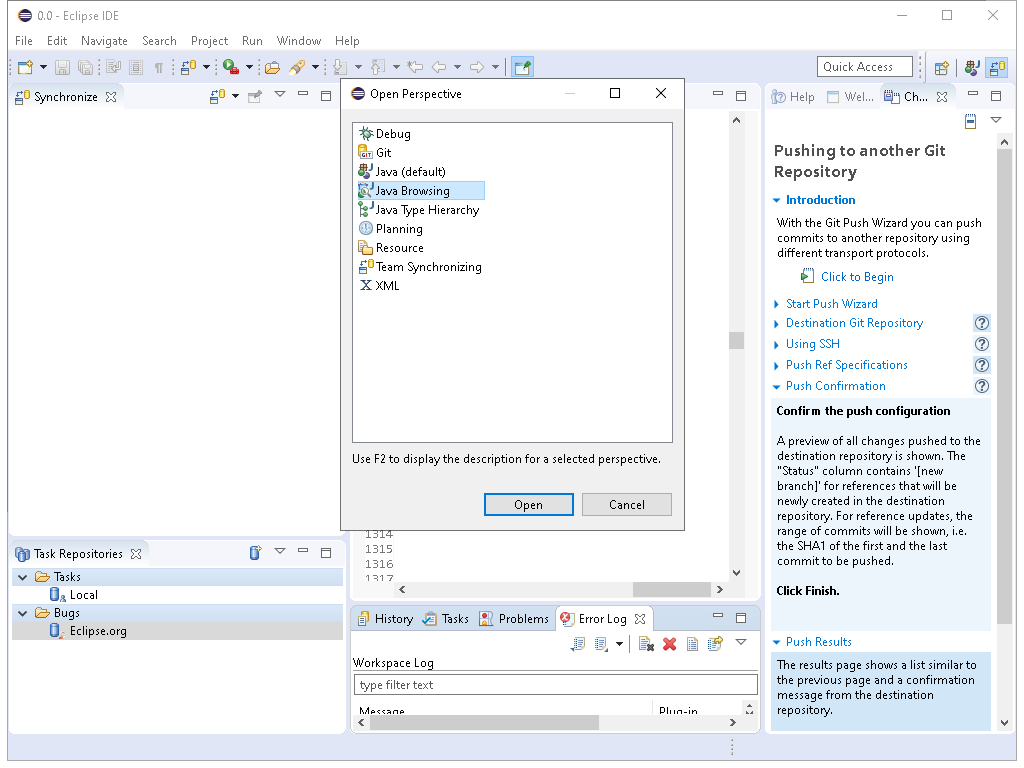 0.0 - Eclipse IDE
File Edit Navigate Search Project Run Window Help
Quick Access
Synchronize
Open Perspective
Debug
Git
Java (default)
Java Browsing
Java Type Hierarchy
Planning
Resource
Team Synchronizing
XML
Use F2 to display the description for a selected perspective.
Open Cancel
1314
1315
1316
1317
Task Repositories
Tasks
Local
Bugs
Eclipse.org
History Tasks Problems Error Log
Workspace Log
type filter text
Message Plug-in
Help Wel... Ch...
Pushing to another Git
Repository
Introduction
With the Git Push Wizard you can push
commits to another repository using
different transport protocols.
Click to Begin
Start Push Wizard
Destination Git Repository
Using SSH
Push Ref Specifications
Push Confirmation
Confirm the push configuration
A preview of all changes pushed to the
destination repository is shown. The
"Status" column contains '[new
branch]' for references that will be
newly created in the destination
repository. For reference updates, the
range of commits will be shown, i.e.
the SHA1 of the first and the last
commit to be pushed.
Click Finish.
Push Results
The results page shows a list similar to
the previous page and a confirmation
message from the destination
repository.